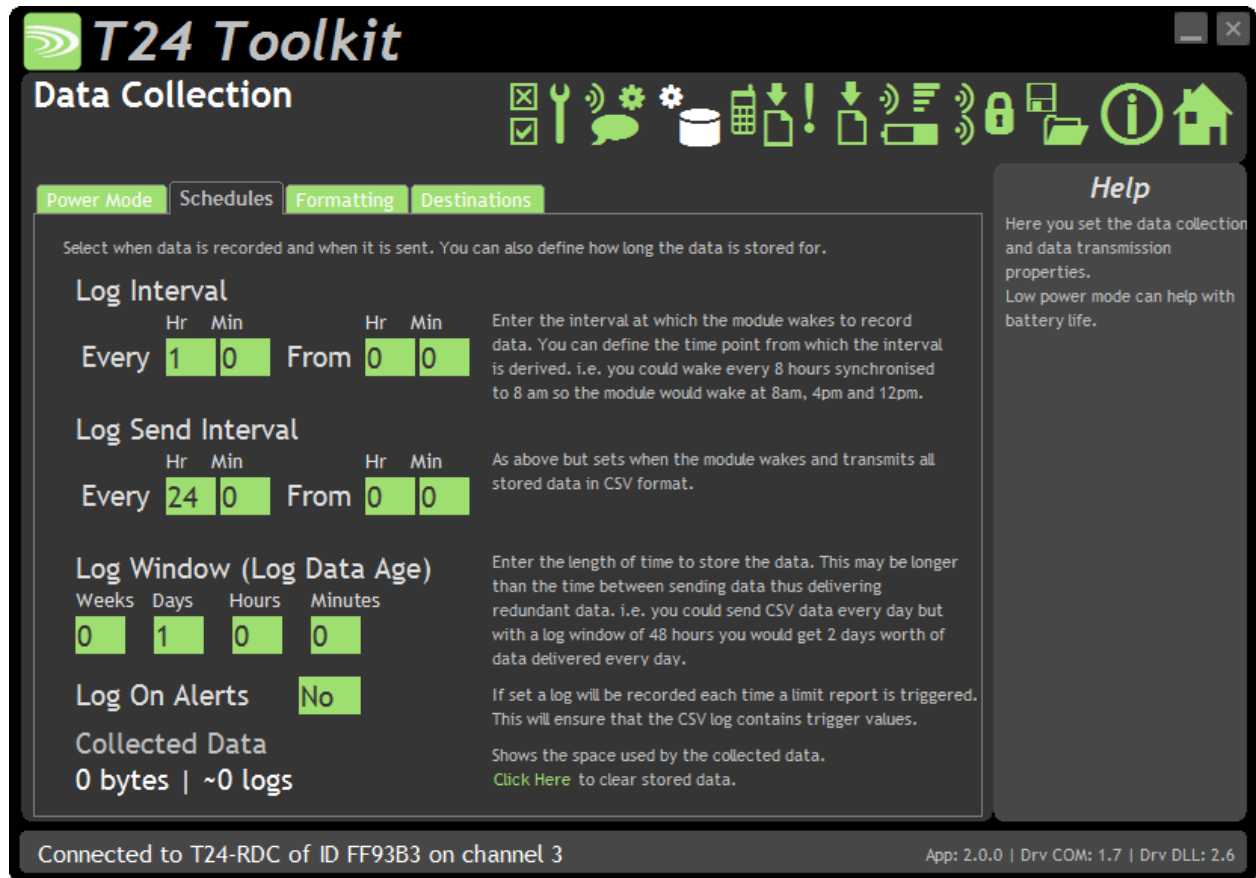 T24 Toolkit
Data Collection
Power Mode Schedules Formatting Destinations
Select when data is recorded and when it is sent. You can also define how long the data is stored for.
Log Interval
Hr Min Hr Min
Every 1 0 From 0 0
Enter the interval at which the module wakes to record
data. You can define the time point from which the interval
is derived. i.e. you could wake every 8 hours synchronised
to 8 am so the module would wake at 8am, 4pm and 12pm.
Log Send Interval
Hr Min Hr Min
Every 24 0 From 0 0
As above but sets when the module wakes and transmits all
stored data in CSV format.
Log Window (Log Data Age)
Weeks Days Hours Minutes
0 1 0 0
Enter the length of time to store the data. This may be longer
than the time between sending data thus delivering
redundant data. i.e. you could send CSV data every day but
with a log window of 48 hours you would get 2 days worth of
data delivered every day.
Log On Alerts No
If set a log will be recorded each time a limit report is triggered.
This will ensure that the CSV log contains trigger values.
Collected Data
0 bytes | ~0 logs
Shows the space used by the collected data.
Click Here to clear stored data.
Help
Here you set the data collection
and data transmission
properties.
Low power mode can help with
battery life.
Connected to T24-RDC of ID FF93B3 on channel 3
App: 2.0.0 | Drv COM: 1.7 | Drv DLL: 2.6